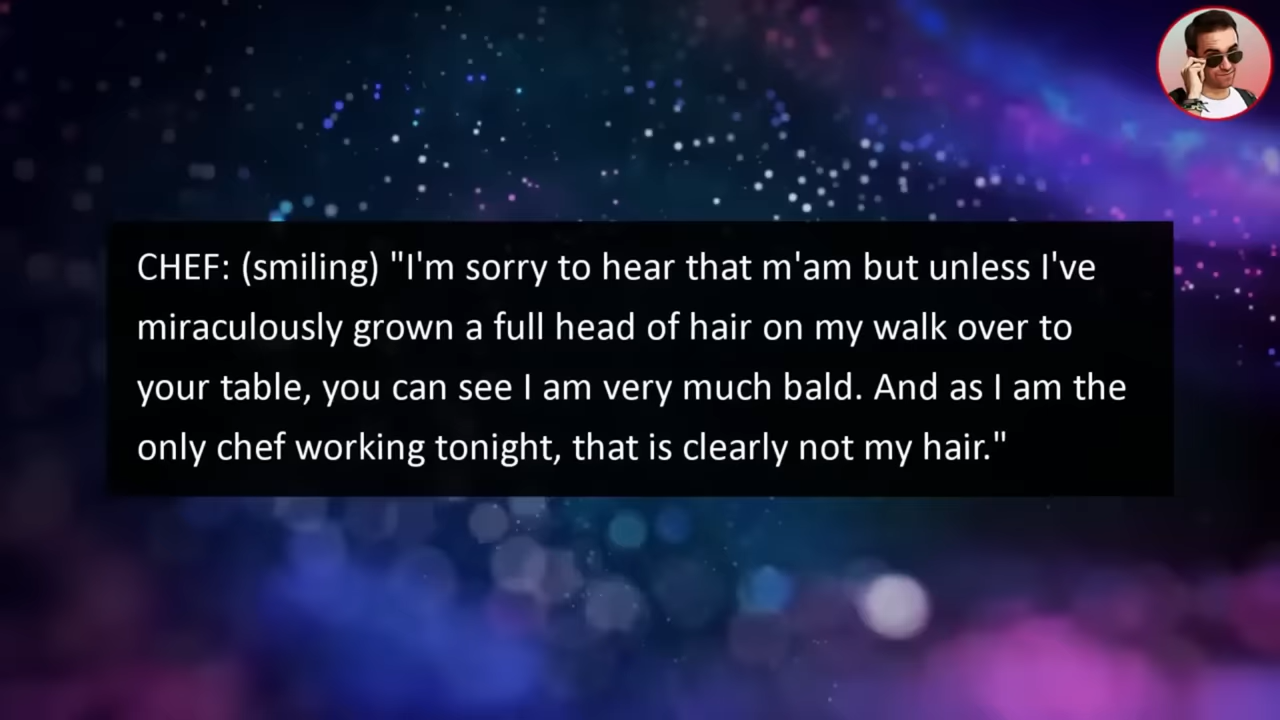 CHEF: (smiling) "I'm sorry to hear that m'am but unless I've
miraculously grown a full head of hair on my walk over to
your table, you can see I am very much bald. And as I am the
only chef working tonight, that is clearly not my hair."